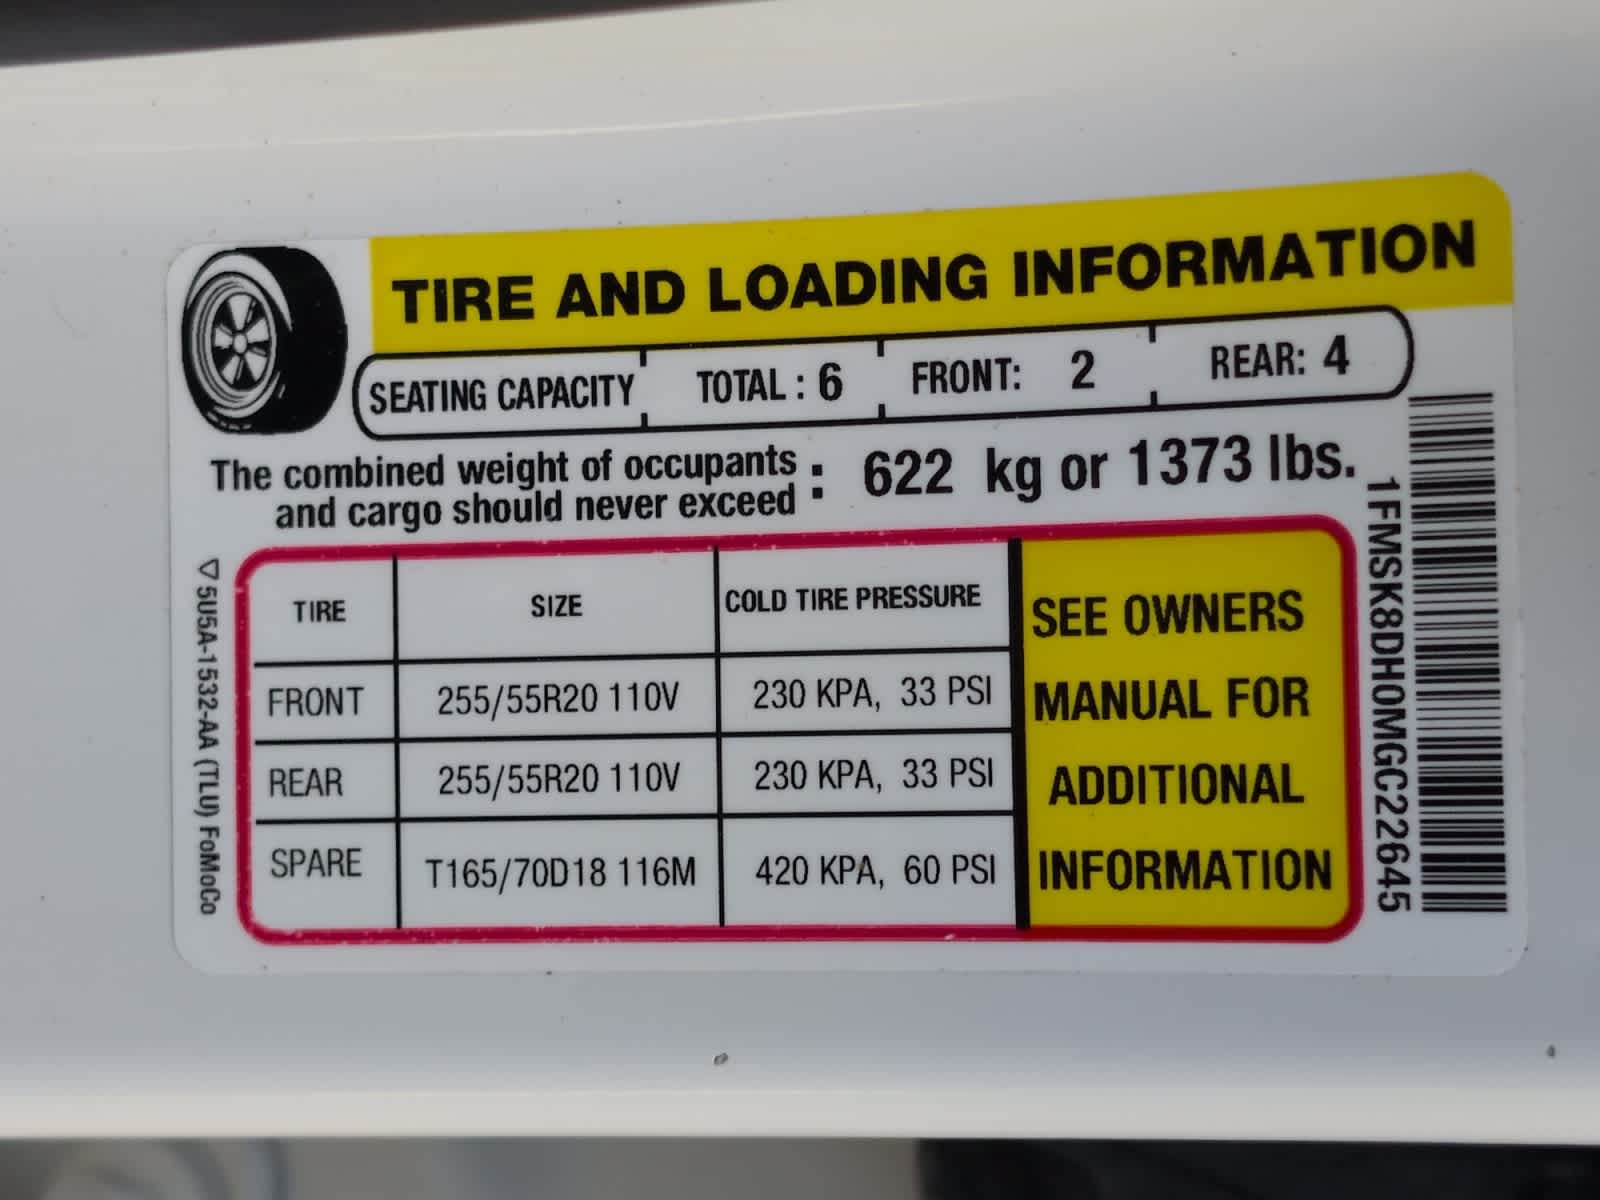 TIRE AND LOADING INFORMATION
SEATING CAPACITY TOTAL : 6 FRONT: 2 REAR: 4
The combined weight of occupants
and cargo should never exceed : 622 kg or 1373 lbs.
TIRE SIZE COLD TIRE PRESSURE
FRONT 255/55R20 110V 230 KPA, 33 PSI
REAR 255/55R20 110V 230 KPA, 33 PSI
SPARE T165/70D18 116M 420 KPA, 60 PSI
SEE OWNERS
MANUAL FOR
ADDITIONAL
INFORMATION
▽5U5A-1532-AA (TLU) FoMoCo
1FMSK8DH0MGC22645